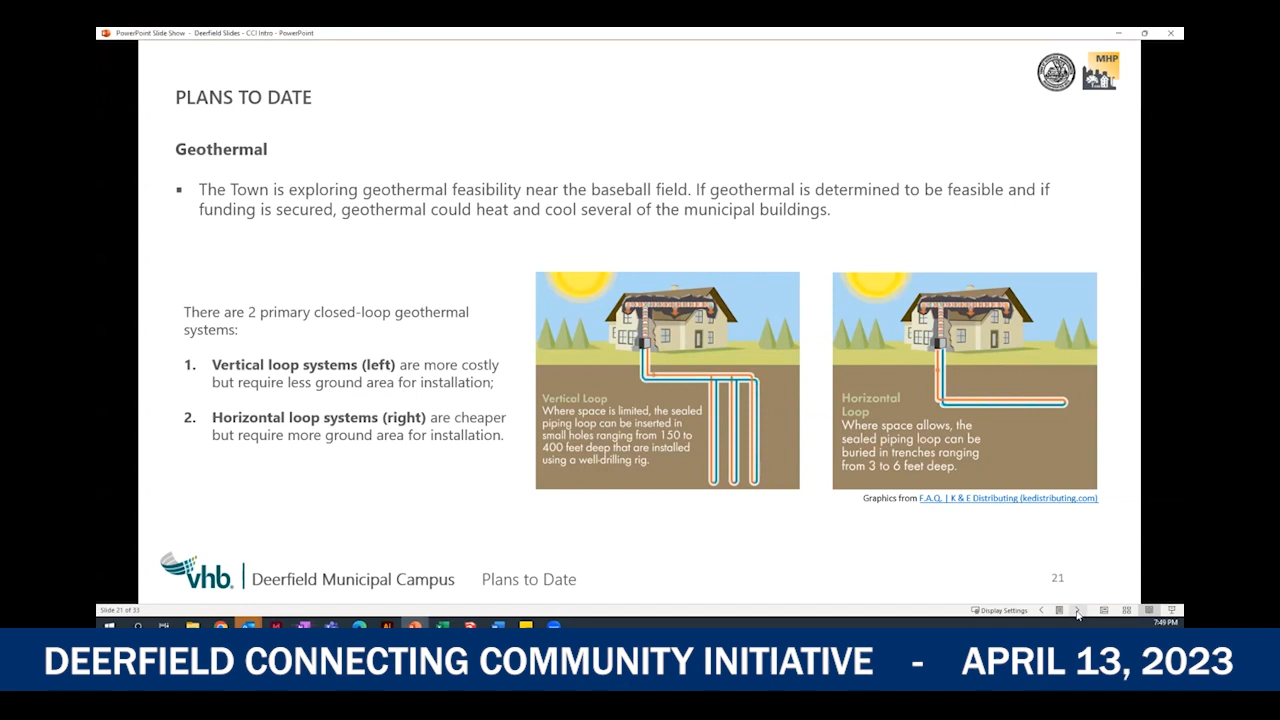 PowerPoint Slide Show - Deerfield Slides - CCI Intro - PowerPoint
MHP
PLANS TO DATE
Geothermal
▪ The Town is exploring geothermal feasibility near the baseball field. If geothermal is determined to be feasible and if
funding is secured, geothermal could heat and cool several of the municipal buildings.
There are 2 primary closed-loop geothermal
systems:
1. Vertical loop systems (left) are more costly
but require less ground area for installation;
2. Horizontal loop systems (right) are cheaper
but require more ground area for installation.
Vertical Loop
Where space is limited, the sealed
piping loop can be inserted in
small holes ranging from 150 to
400 feet deep that are installed
using a well-drilling rig.
Horizontal
Loop
Where space allows, the
sealed piping loop can be
buried in trenches ranging
from 3 to 6 feet deep.
Graphics from F.A.Q. | K & E Distributing (kedistributing.com)
vhb. Deerfield Municipal Campus Plans to Date 21
Slide 21 of 33 Display Settings
7:49 PM
DEERFIELD CONNECTING COMMUNITY INITIATIVE - APRIL 13, 2023